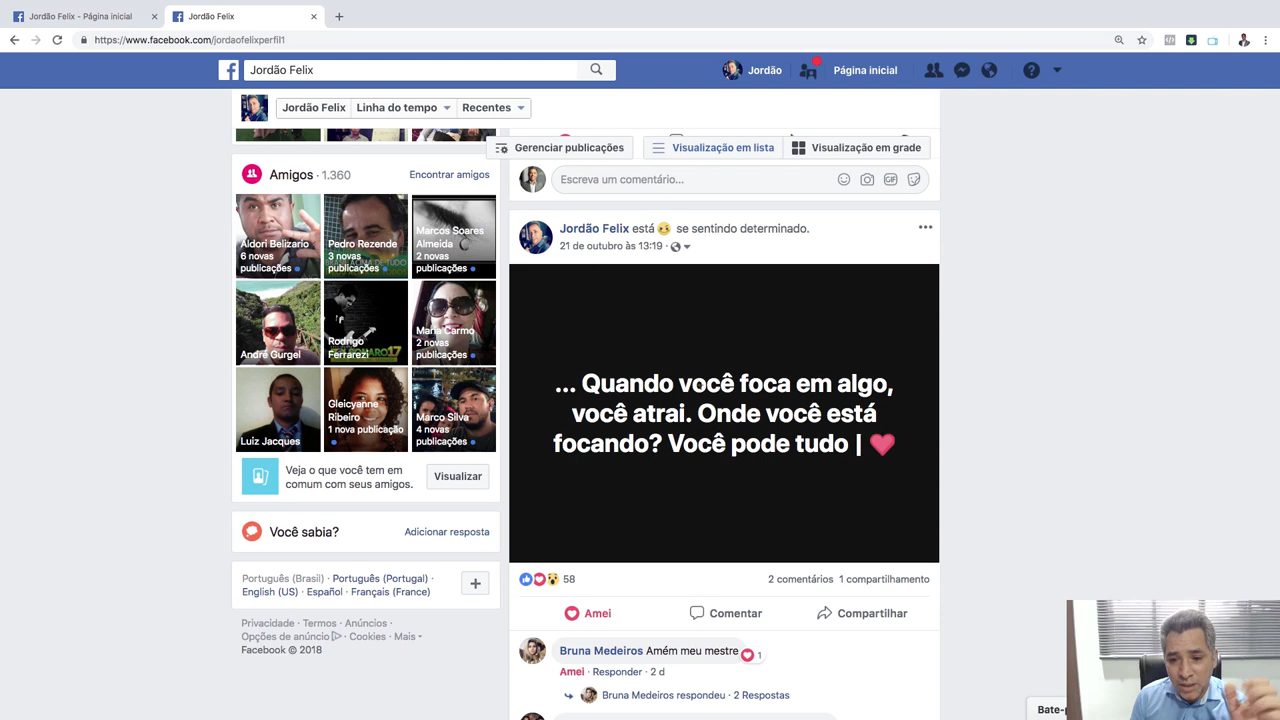 Jordão Felix - Página inicial
Jordão Felix
https://www.facebook.com/jordaofelixperfil1
Jordão Felix
Jordão
Página inicial
Jordão Felix
Linha do tempo
Recentes
Gerenciar publicações
Visualização em lista
Visualização em grade
Amigos · 1.360
Encontrar amigos
Escreva um comentário...
GIF
Aldori Belizario
6 novas
publicações
Pedro Rezende
3 novas
publicações
Marcos Soares
Almeida
2 novas
publicações
André Gurgel
Rodrigo
Ferrarezi
Maria Carmo
2 novas
publicações
Luiz Jacques
Gleicyanne
Ribeiro
1 nova publicação
Marco Silva
4 novas
publicações
Veja o que você tem em
comum com seus amigos.
Visualizar
Você sabia?
Adicionar resposta
Português (Brasil) · Português (Portugal) ·
English (US) · Español · Français (France)
Privacidade · Termos · Anúncios ·
Opções de anúncio · Cookies · Mais
Facebook © 2018
Jordão Felix está se sentindo determinado.
21 de outubro às 13:19 ·
... Quando você foca em algo,
você atrai. Onde você está
focando? Você pode tudo | ❤
58
2 comentários 1 compartilhamento
Amei
Comentar
Compartilhar
Bruna Medeiros Amém meu mestre
1
Amei · Responder · 2 d
Bruna Medeiros respondeu · 2 Respostas